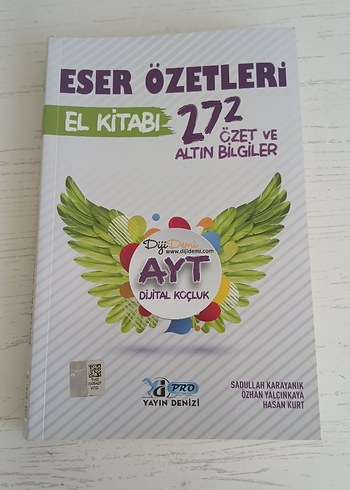 ESER ÖZETLERİ
EL KİTABI
272
ÖZET VE
ALTIN BİLGİLER
DijiDemi
www.dijidemi.com
AYT
DİJİTAL KOÇLUK
SADULLAH KARAYANIK
ÖZHAN YALÇINKAYA
HASAN KURT
PRO
YAYIN DENİZİ